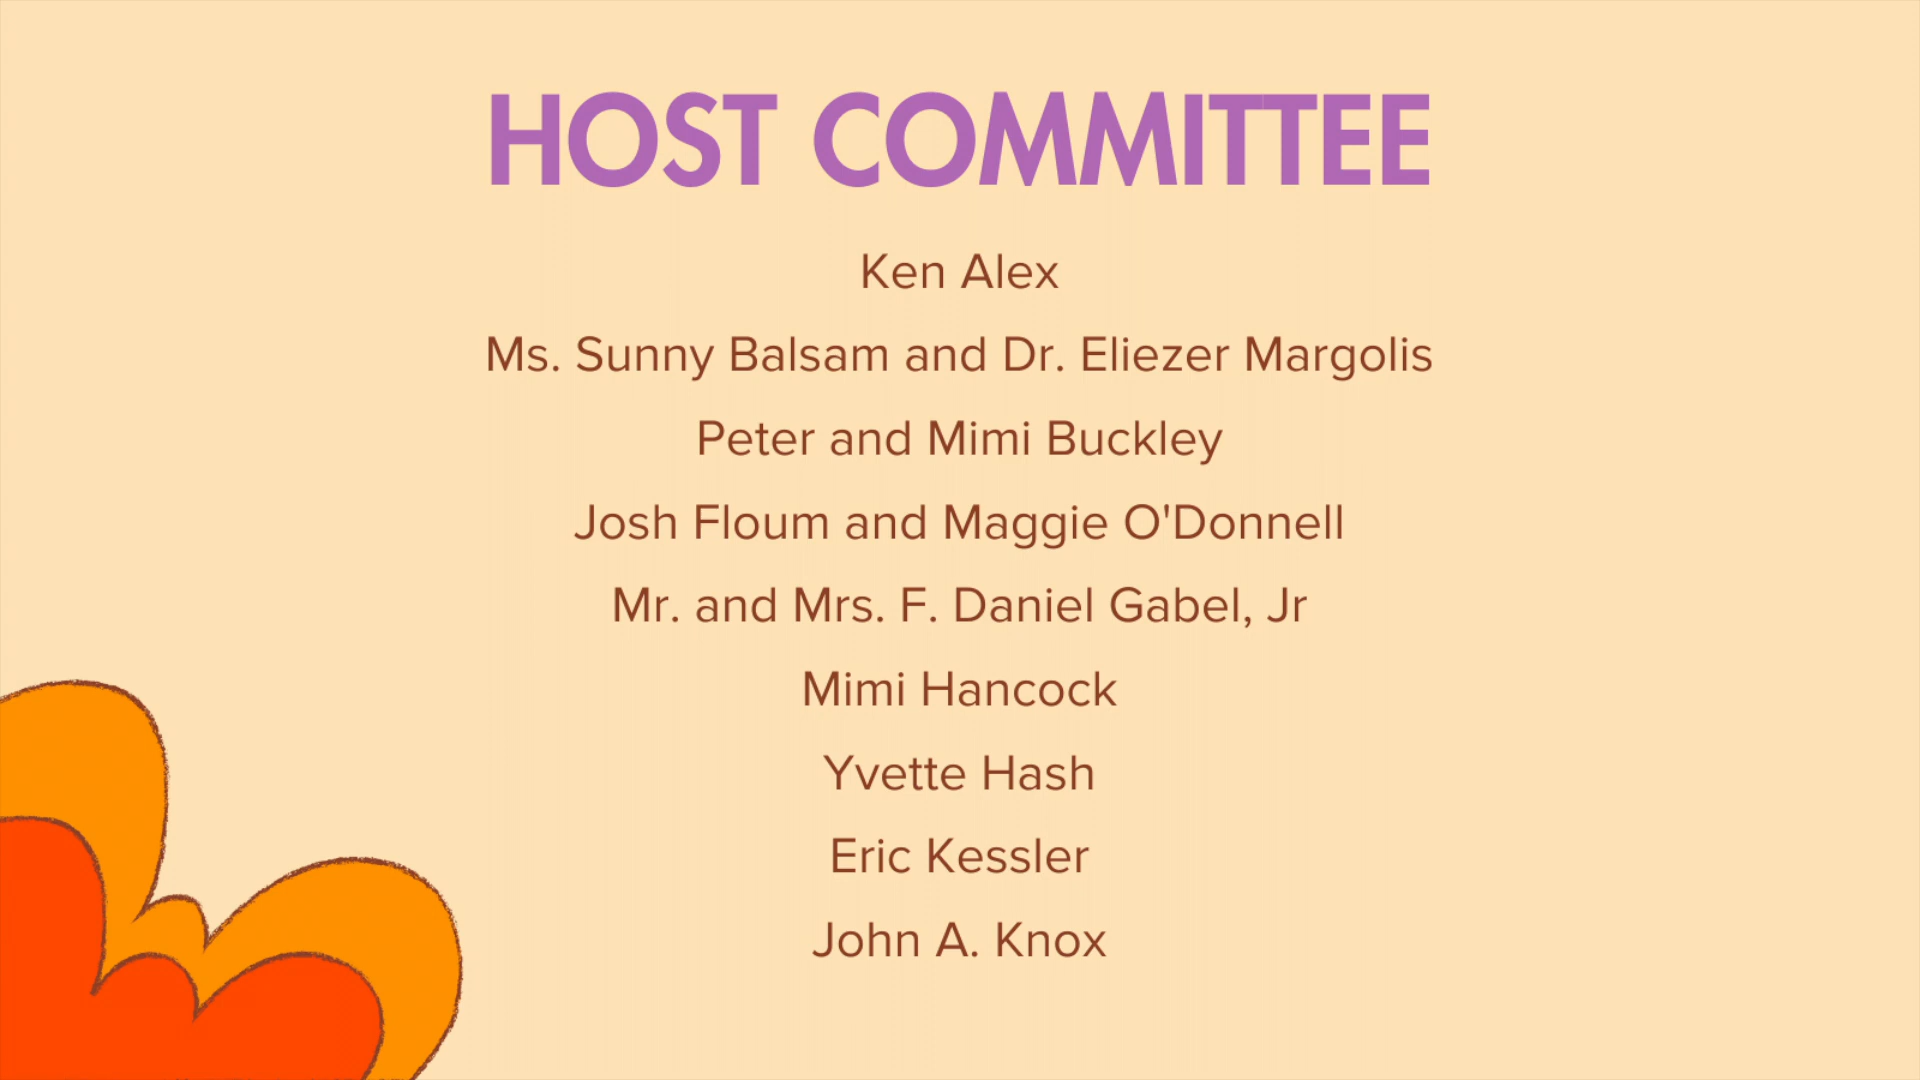 HOST COMMITTEE
Ken Alex
Ms. Sunny Balsam and Dr. Eliezer Margolis
Peter and Mimi Buckley
Josh Floum and Maggie O'Donnell
Mr. and Mrs. F. Daniel Gabel, Jr
Mimi Hancock
Yvette Hash
Eric Kessler
John A. Knox